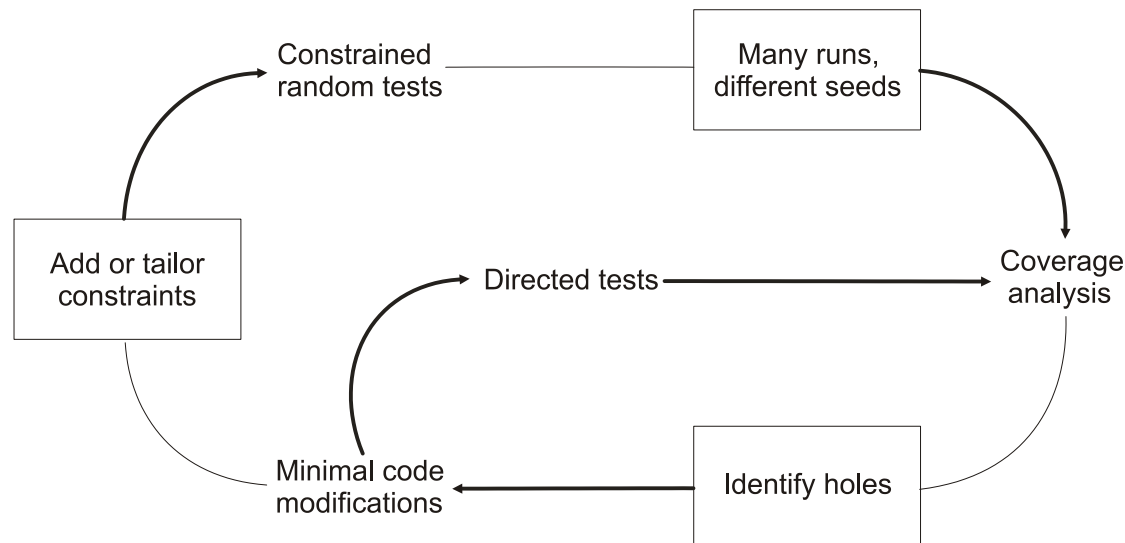 Constrained
random tests
Many runs,
different seeds
Add or tailor
constraints
Directed tests
Coverage
analysis
Minimal code
modifications
Identify holes